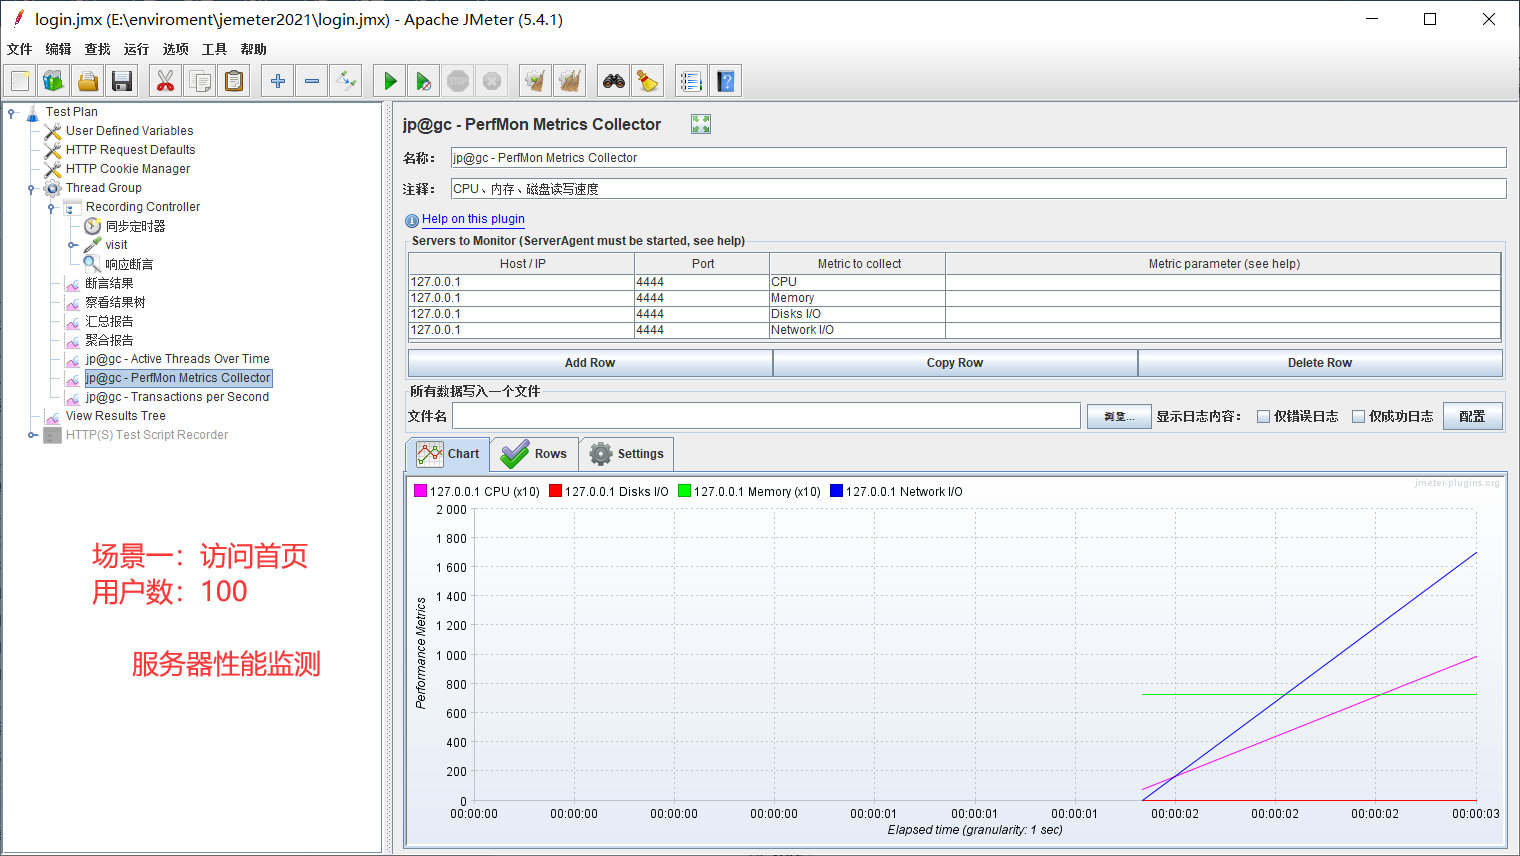 login.jmx (E:\enviroment\jemeter2021\login.jmx) - Apache JMeter (5.4.1)
文件 编辑 查找 运行 选项 工具 帮助
STOP
Test Plan
User Defined Variables
HTTP Request Defaults
HTTP Cookie Manager
Thread Group
Recording Controller
同步定时器
visit
响应断言
断言结果
察看结果树
汇总报告
聚合报告
jp@gc - Active Threads Over Time
jp@gc - PerfMon Metrics Collector
jp@gc - Transactions per Second
View Results Tree
HTTP(S) Test Script Recorder
场景一：访问首页
用户数：100
服务器性能监测
jp@gc - PerfMon Metrics Collector
名称： jp@gc - PerfMon Metrics Collector
注释： CPU、内存、磁盘读写速度
Help on this plugin
Servers to Monitor (ServerAgent must be started, see help)
Host / IP Port Metric to collect Metric parameter (see help)
127.0.0.1 4444 CPU
127.0.0.1 4444 Memory
127.0.0.1 4444 Disks I/O
127.0.0.1 4444 Network I/O
Add Row Copy Row Delete Row
所有数据写入一个文件
文件名 浏览... 显示日志内容： 仅错误日志 仅成功日志 配置
Chart Rows Settings
jmeter-plugins.org
127.0.0.1 CPU (x10) 127.0.0.1 Disks I/O 127.0.0.1 Memory (x10) 127.0.0.1 Network I/O
2 000
1 800
1 600
1 400
1 200
1 000
800
600
400
200
0
Performance Metrics
00:00:00 00:00:00 00:00:00 00:00:00 00:00:01 00:00:01 00:00:01 00:00:02 00:00:02 00:00:02 00:00:03
Elapsed time (granularity: 1 sec)